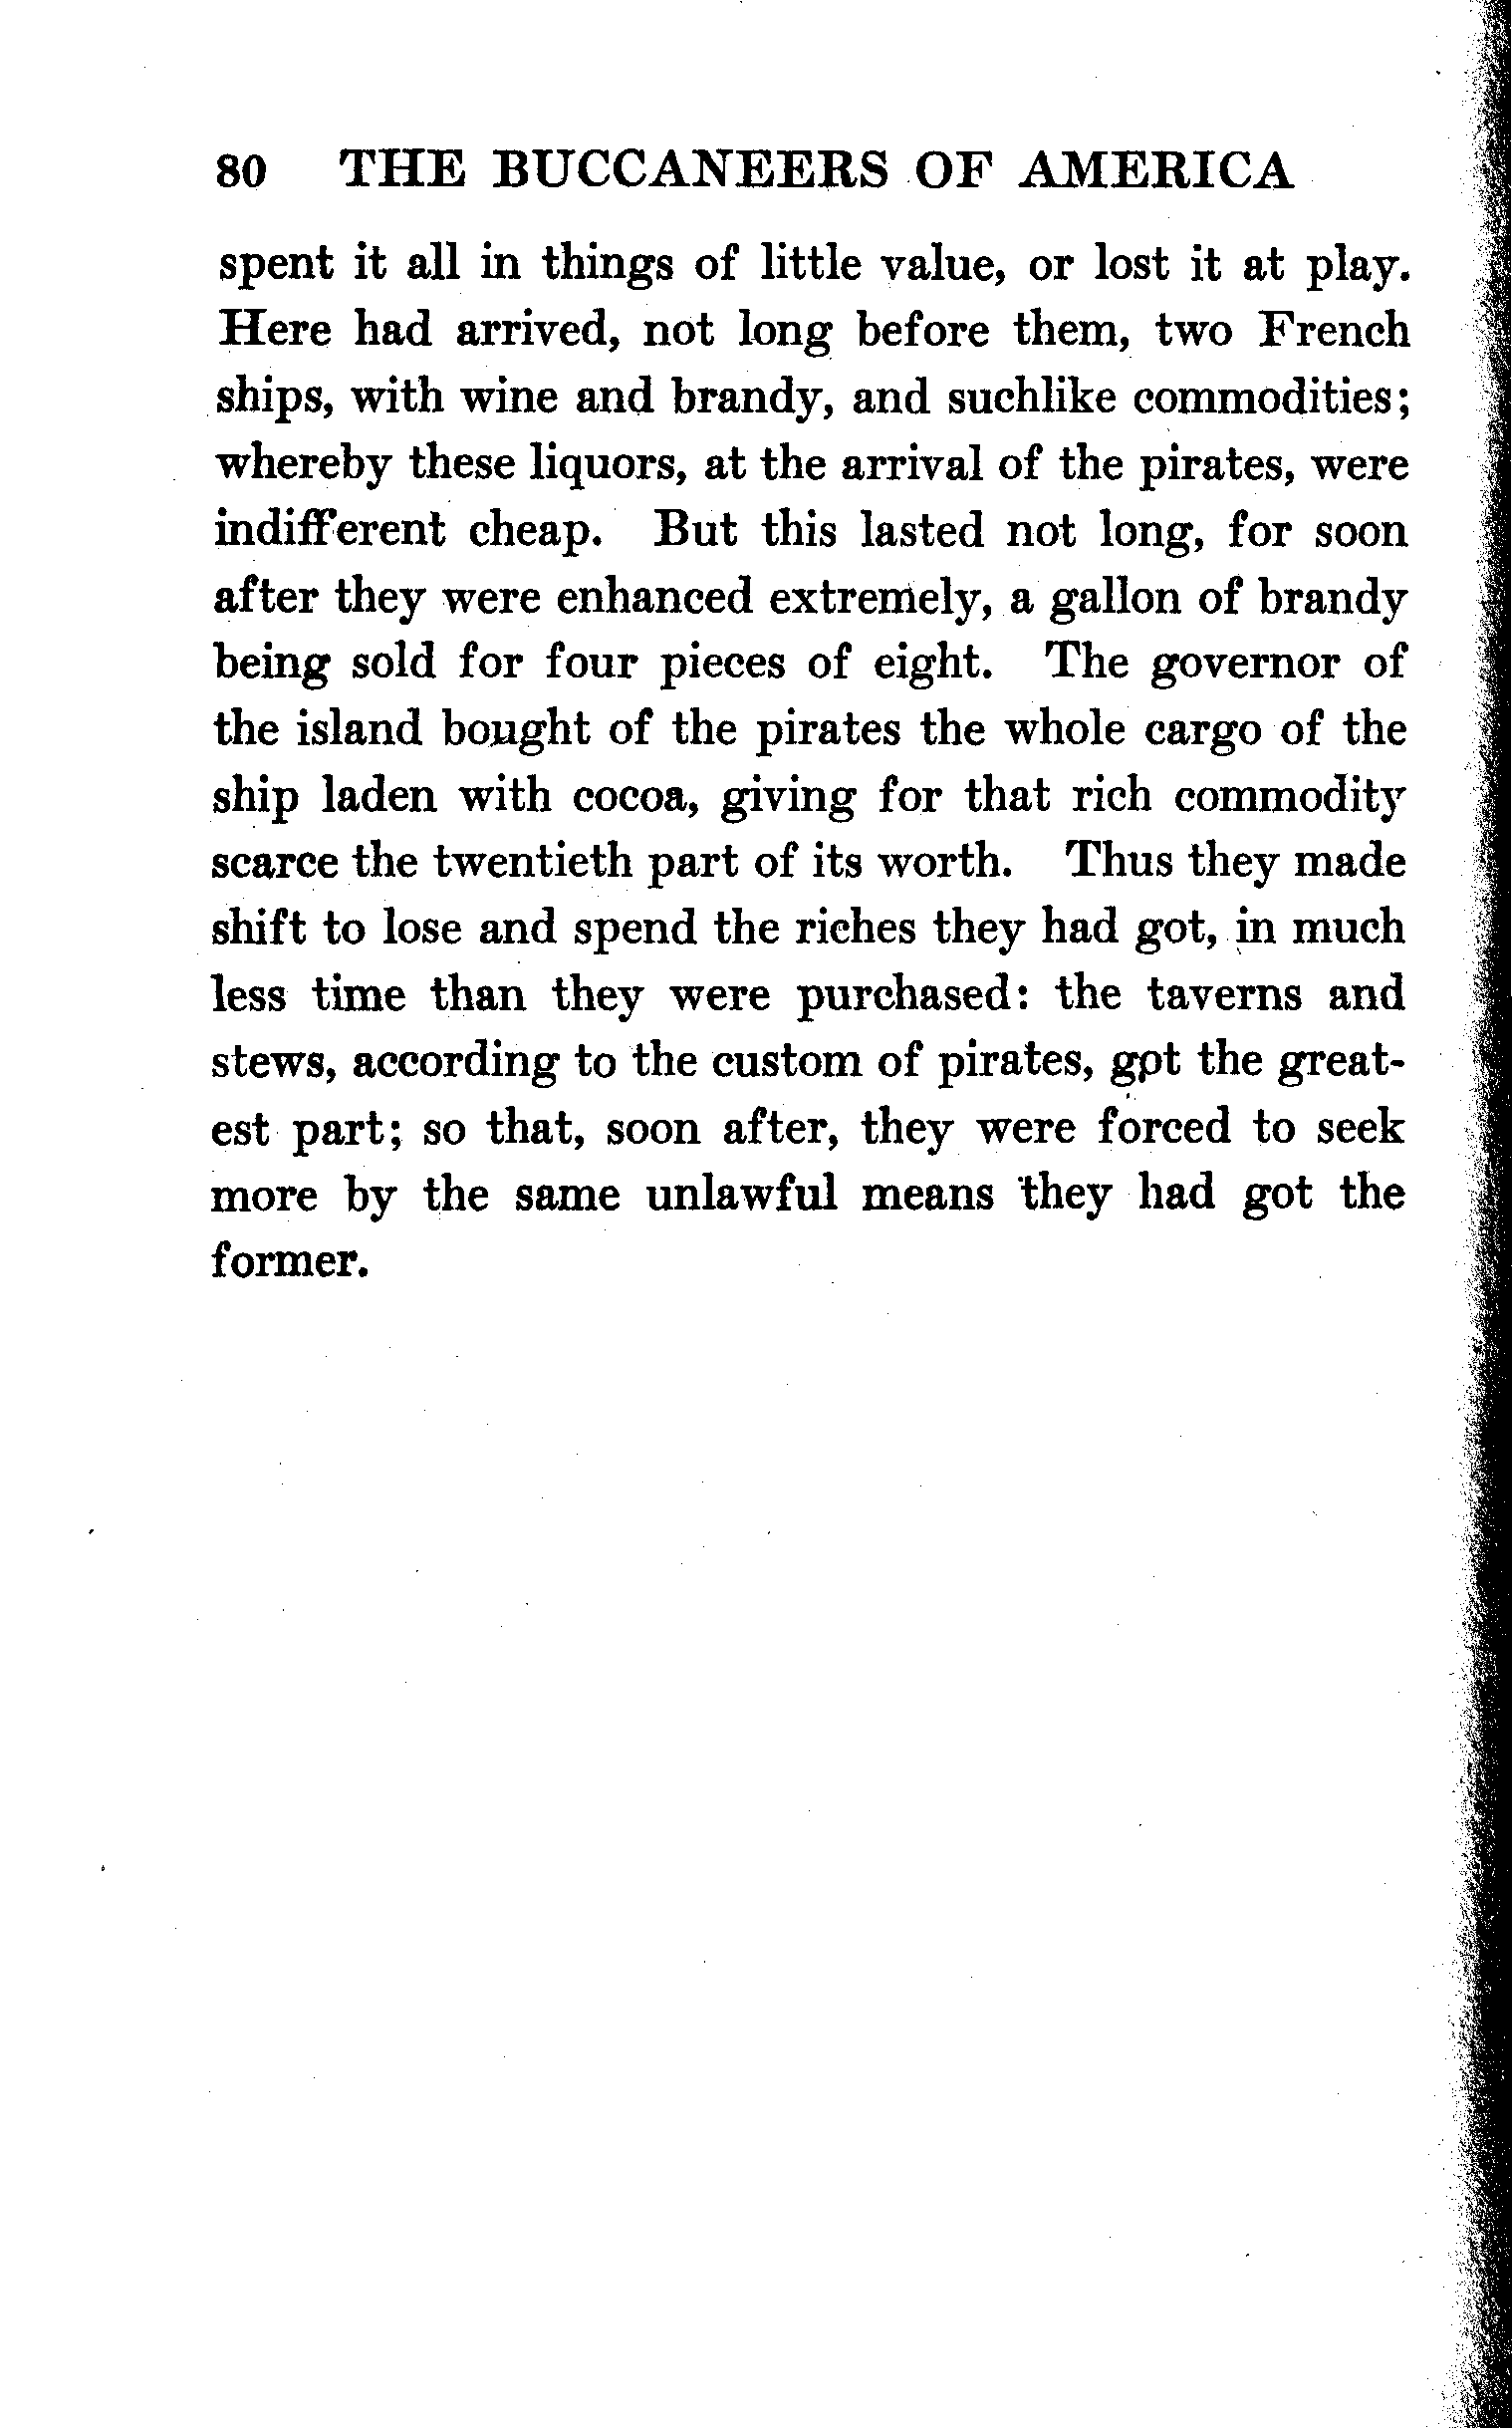 80 THE BUCCANEERS OF AMERICA
spent it all in things of little value, or lost it at play.
Here had arrived, not long before them, two French
ships, with wine and brandy, and suchlike commodities;
whereby these liquors, at the arrival of the pirates, were
indifferent cheap. But this lasted not long, for soon
after they were enhanced extremely, a gallon of brandy
being sold for four pieces of eight. The governor of
the island bought of the pirates the whole cargo of the
ship laden with cocoa, giving for that rich commodity
scarce the twentieth part of its worth. Thus they made
shift to lose and spend the riches they had got, in much
less time than they were purchased: the taverns and
stews, according to the custom of pirates, got the great-
est part; so that, soon after, they were forced to seek
more by the same unlawful means they had got the
former.